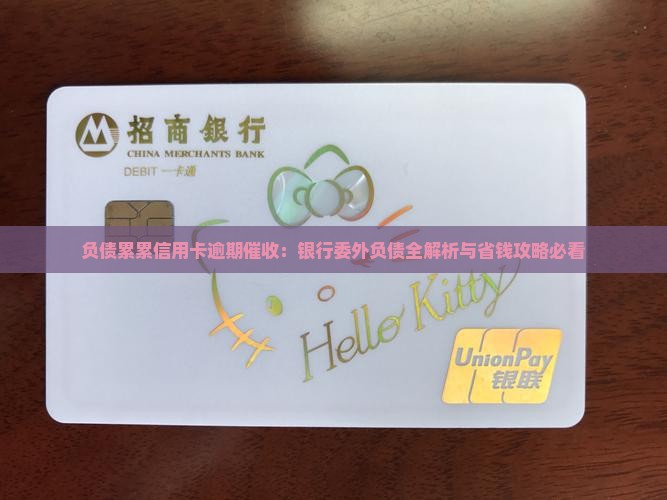 招商銀行
CHINA MERCHANTS BANK
DEBIT 一卡通
负债累累信用卡逾期催收：银行委外负债全解析与省钱攻略必看
Hello Kitty
UnionPay
银联